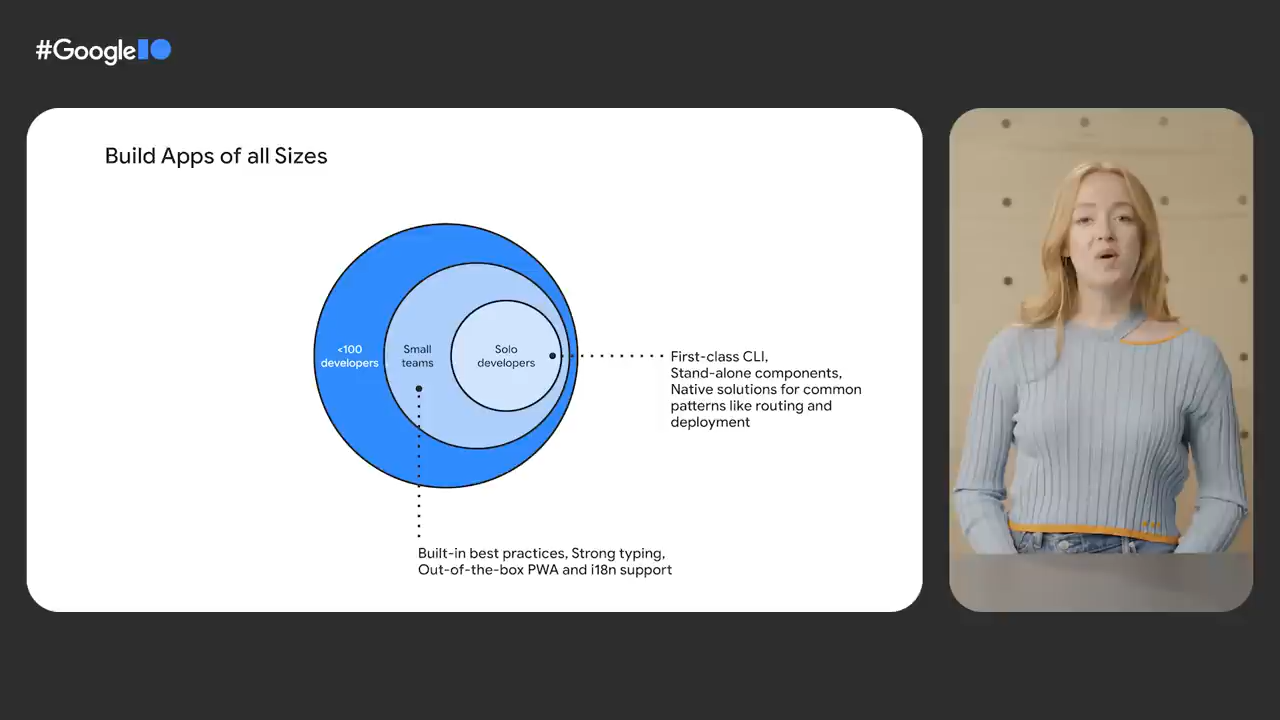 #Google IO
Build Apps of all Sizes
<100
developers
Small
teams
Solo
developers
First-class CLI,
Stand-alone components,
Native solutions for common
patterns like routing and
deployment
Built-in best practices, Strong typing,
Out-of-the-box PWA and i18n support